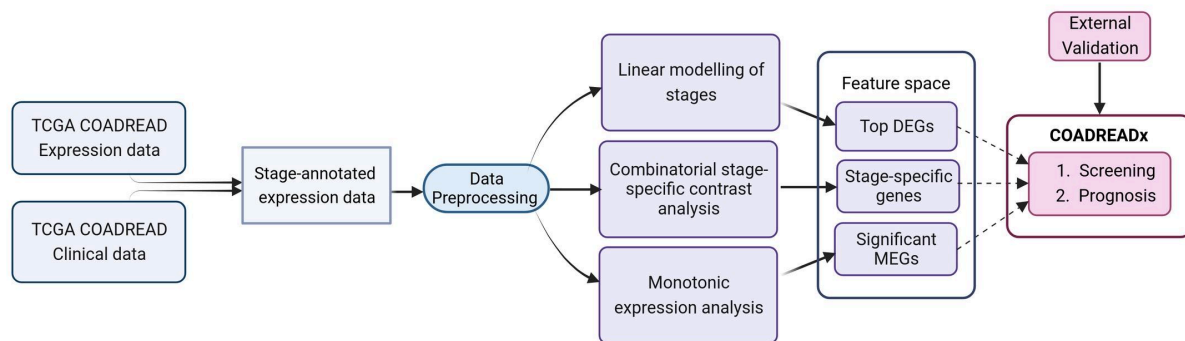 TCGA COADREAD
Expression data
TCGA COADREAD
Clinical data
Stage-annotated
expression data
Data
Preprocessing
Linear modelling of
stages
Combinatorial stage-
specific contrast
analysis
Monotonic
expression analysis
Feature space
Top DEGs
Stage-specific
genes
Significant
MEGs
External
Validation
COADREADx
1. Screening
2. Prognosis